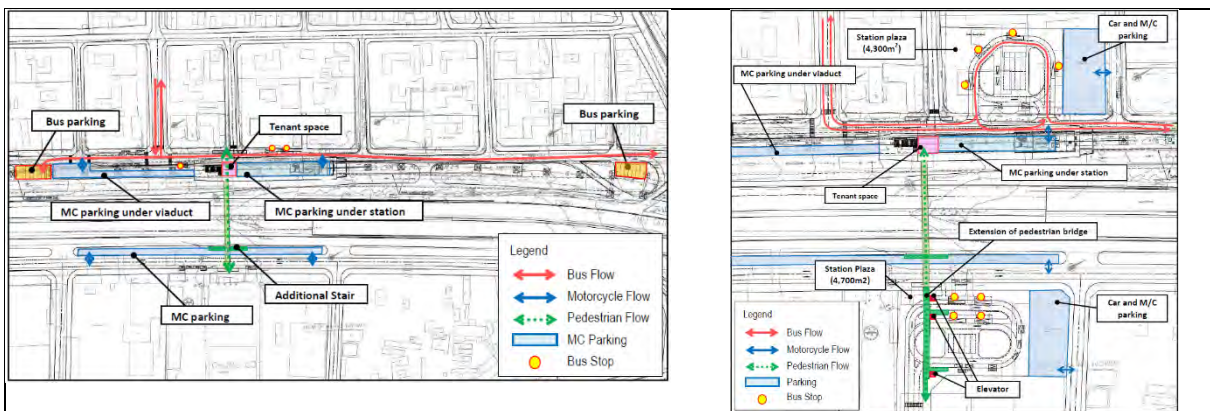 Bus parking
Tenant space
Bus parking
MC parking under viaduct
MC parking under station
MC parking
Additional Stair
Legend
Bus Flow
Motorcycle Flow
Pedestrian Flow
MC Parking
Bus Stop
Station plaza
(4,300m²)
Car and M/C
parking
MC parking under viaduct
Tenant space
MC parking under station
Extension of pedestrian bridge
Station Plaza
(4,700m2)
Car and M/C
parking
Elevator
Legend
Bus Flow
Motorcycle Flow
Pedestrian Flow
Parking
Bus Stop